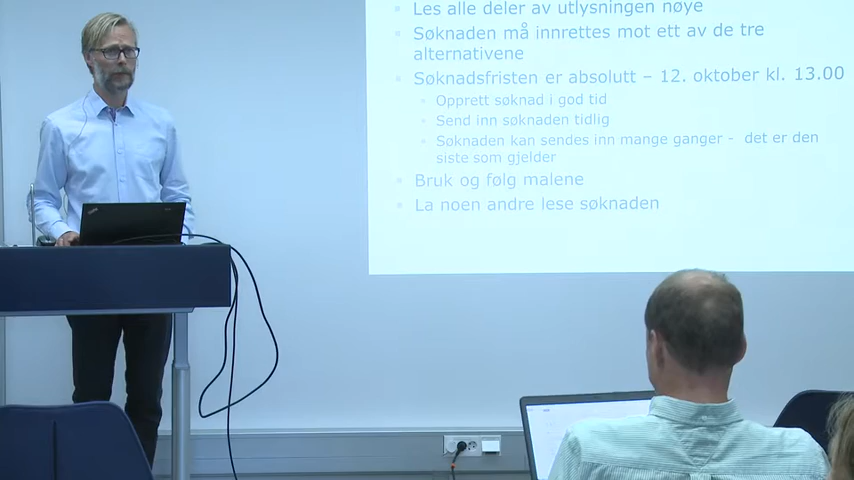 Les alle deler av utlysningen nøye
Søknaden må innrettes mot ett av de tre
alternativene
Søknadsfristen er absolutt – 12. oktober kl. 13.00
Opprett søknad i god tid
Send inn søknaden tidlig
Søknaden kan sendes inn mange ganger - det er den
siste som gjelder
Bruk og følg malene
La noen andre lese søknaden